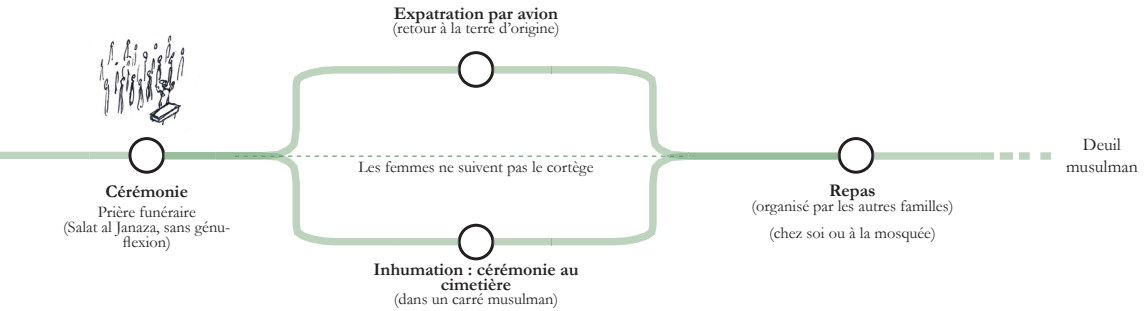 Expatration par avion
(retour à la terre d'origine)
Cérémonie
Prière funéraire
(Salat al Janaza, sans génu-
flexion)
Les femmes ne suivent pas le cortège
Inhumation : cérémonie au
cimetière
(dans un carré musulman)
Repas
(organisé par les autres familles)
(chez soi ou à la mosquée)
Deuil
musulman